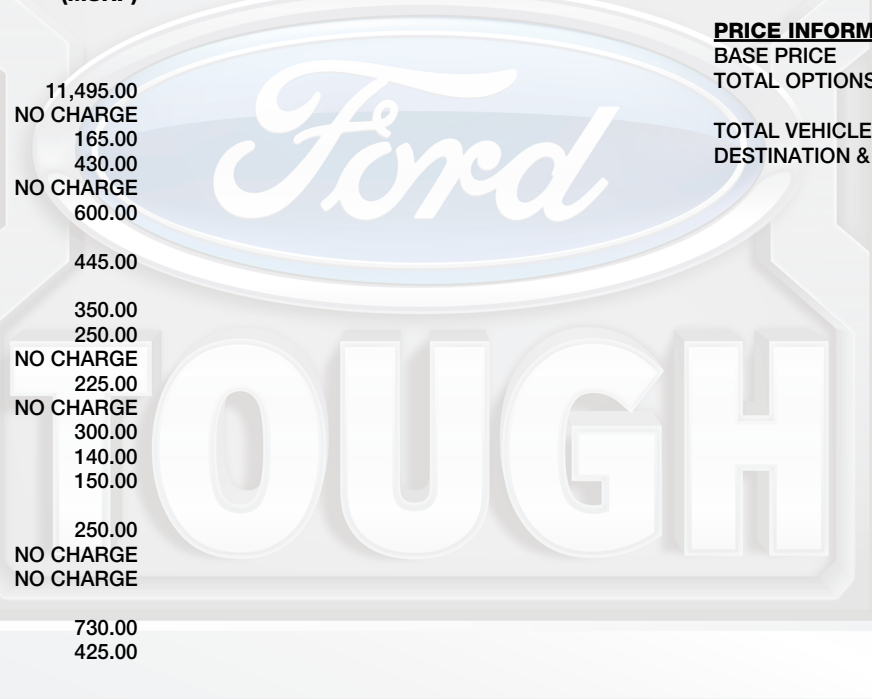 PRICE INFORM
BASE PRICE
TOTAL OPTIONS
TOTAL VEHICLE
DESTINATION &
11,495.00
NO CHARGE
165.00
430.00
NO CHARGE
600.00
445.00
350.00
250.00
NO CHARGE
225.00
NO CHARGE
300.00
140.00
150.00
250.00
NO CHARGE
NO CHARGE
730.00
425.00
Ford
TOUGH